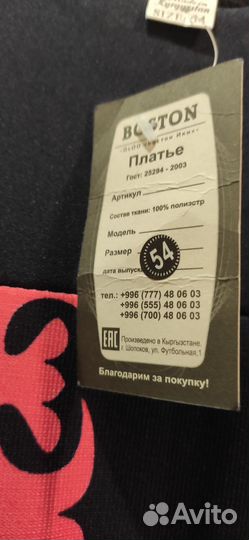 Kyrgyzstan
BOSTON
Платье
Гост: 25294 - 2003
Артикул
Состав ткани: 100% полиэстр
Модель
Размер 54
дата выпуска
тел.: +996 (777) 48 06 03
+996 (555) 48 06 03
+996 (700) 48 06 03
EAC
Произведено в Кыргызстане.
г. Шопоков, ул. Футбольная,1
Благодарим за покупку!
Avito